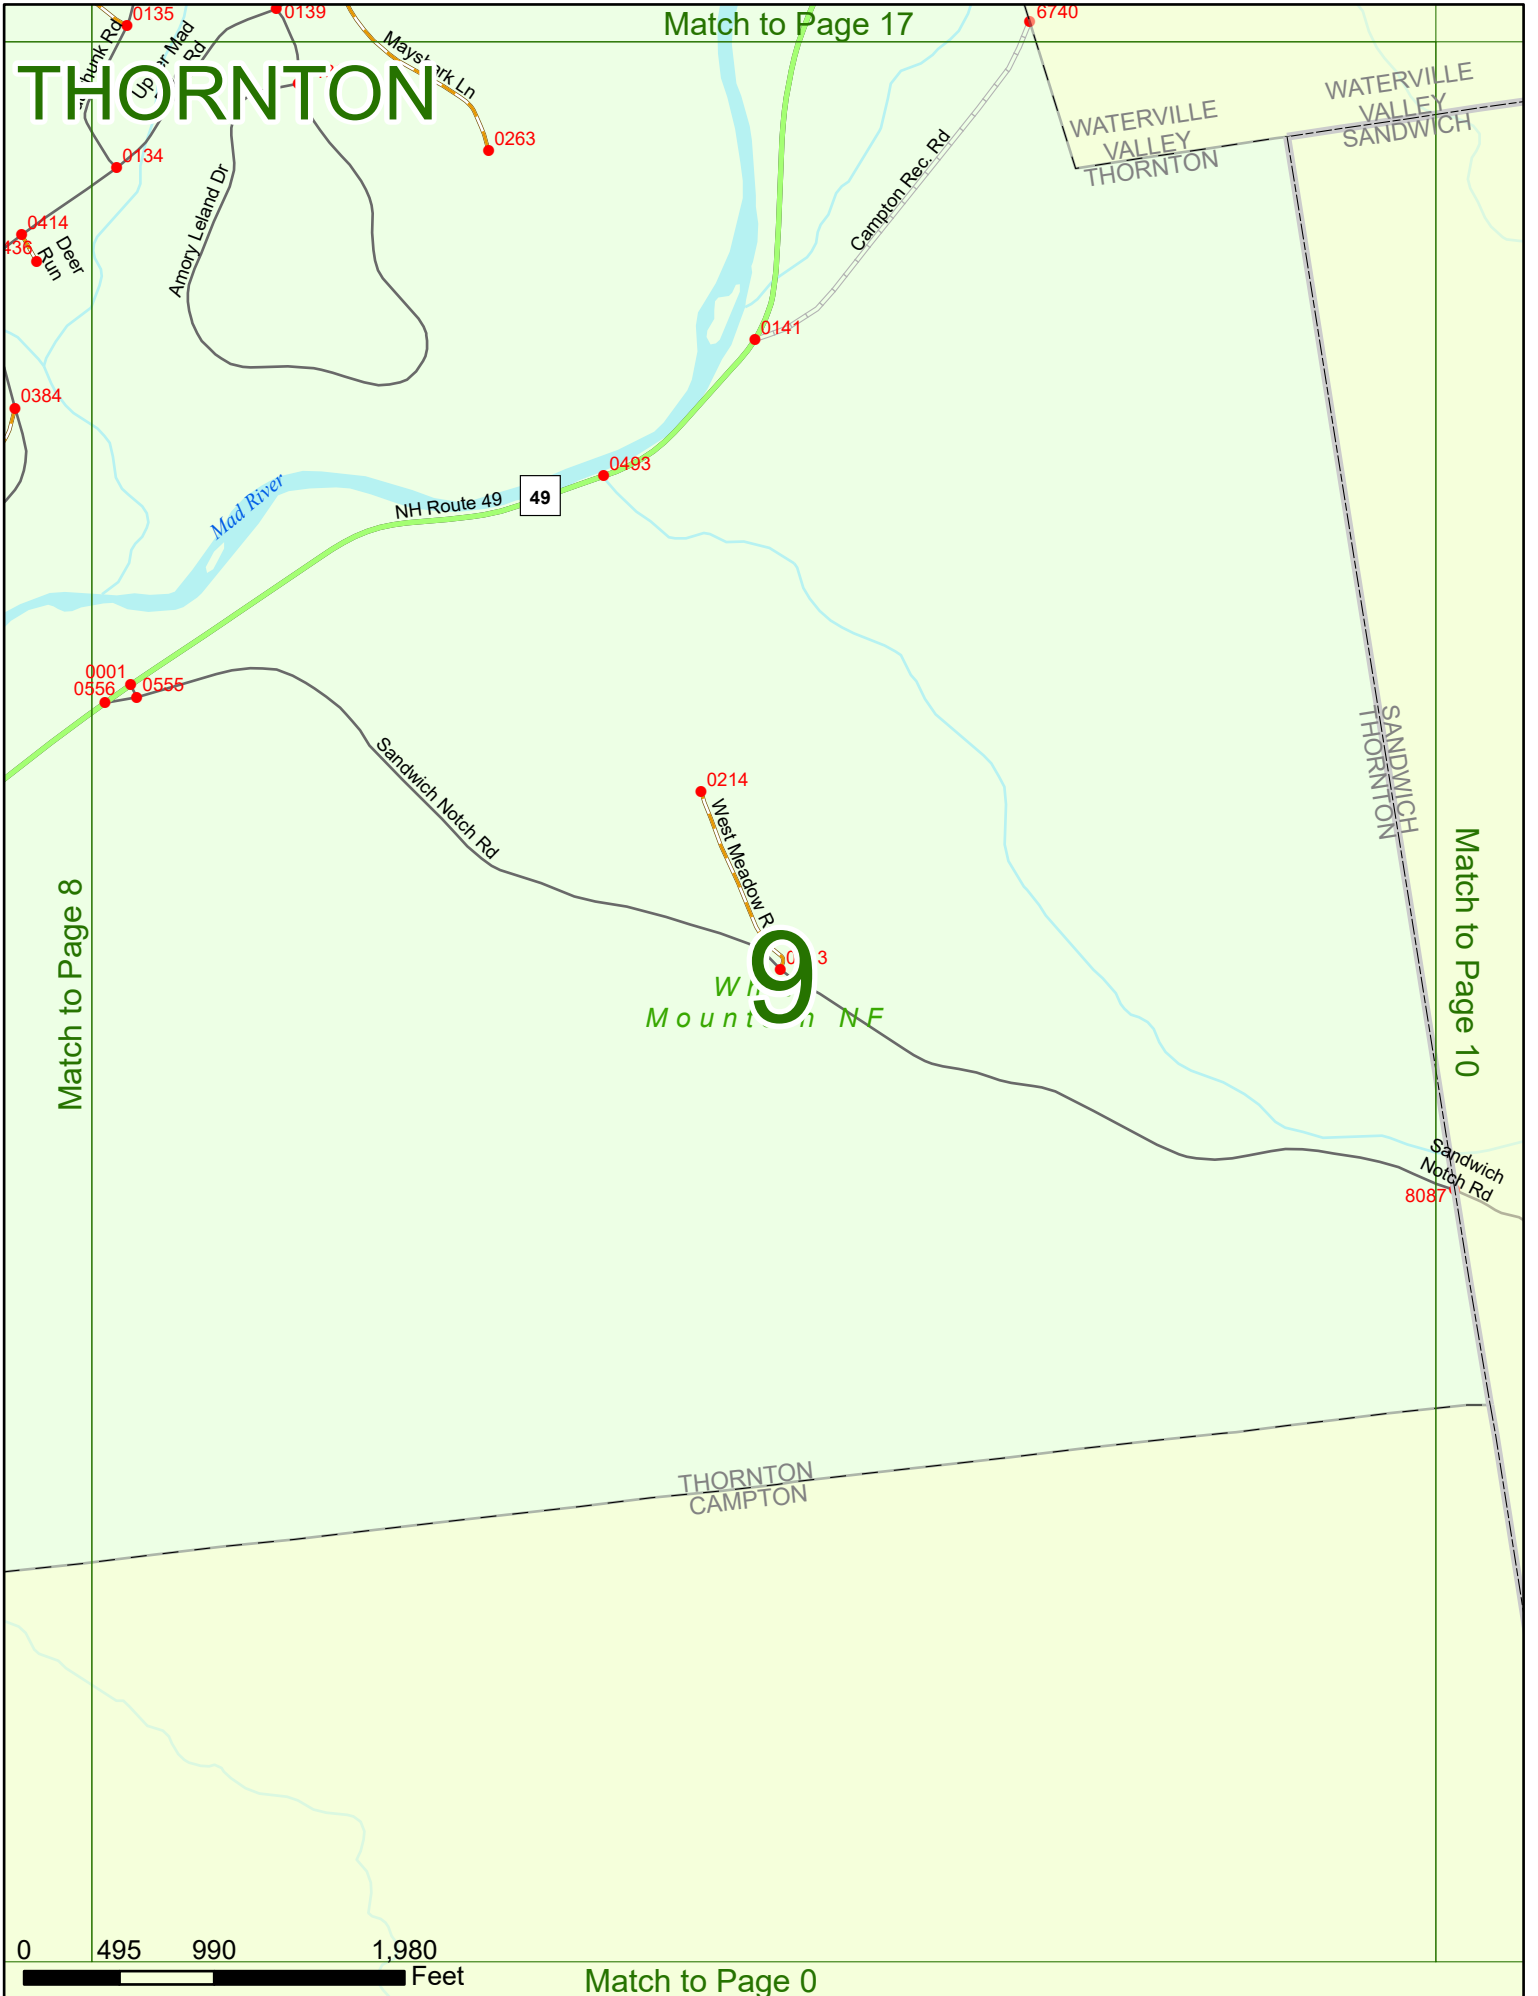 Match to Page 17
0135
0139
6740
THORNTON
Mayshark Ln
0263
0134
0414
Deer
Run
Amory Leland Dr
Campton Rec. Rd
WATERVILLE
VALLEY
THORNTON
WATERVILLE
VALLEY
SANDWICH
0141
0384
0493
Mad River
NH Route 49
49
0001
0556
0555
Sandwich Notch Rd
0214
West Meadow R
SANDWICH
THORNTON
Match to Page 8
Match to Page 10
9
NF
Sandwich
Notch Rd
8087
THORNTON
CAMPTON
0 495 990 1,980
Feet
Match to Page 0